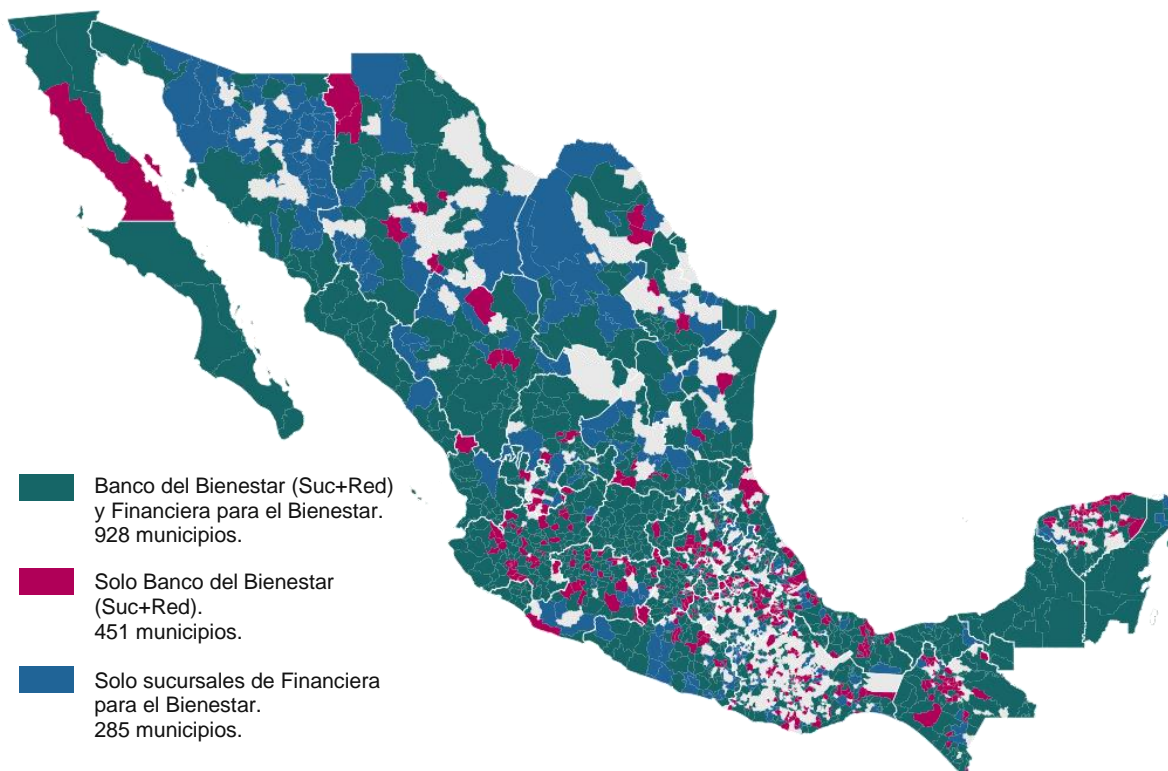 Banco del Bienestar (Suc+Red)
y Financiera para el Bienestar.
928 municipios.
Solo Banco del Bienestar
(Suc+Red).
451 municipios.
Solo sucursales de Financiera
para el Bienestar.
285 municipios.